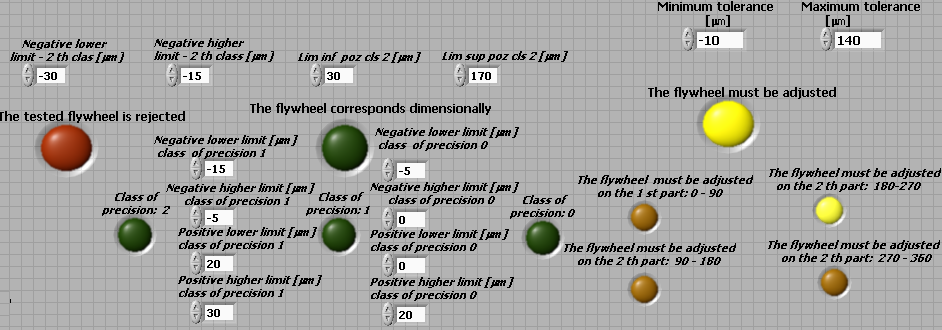 Minimum tolerance
[µm]
-10
Maximum tolerance
[µm]
140
Negative lower
limit - 2 th clas [µm]
-30
Negative higher
limit - 2 th class [µm]
-15
Lim inf poz cls 2 [µm]
30
Lim sup poz cls 2 [µm]
170
The tested flywheel is rejected
The flywheel corresponds dimensionally
The flywheel must be adjusted
Negative lower limit [µm]
class of precision 1
-15
Negative lower limit [µm]
class of precision 0
-5
Class of
precision: 2
Negative higher limit [µm]
class of precision 1
-5
Class of
precision: 1
Negative higher limit [µm]
class of precision 0
0
Class of
precision: 0
Positive lower limit [µm]
class of precision 1
20
Positive lower limit [µm]
class of precision 0
0
Positive higher limit [µm]
class of precision 1
30
Positive higher limit [µm]
class of precision 0
20
The flywheel must be adjusted
on the 1 st part: 0 - 90
The flywheel must be adjusted
on the 2 th part: 180-270
The flywheel must be adjusted
on the 2 th part: 90 - 180
The flywheel must be adjusted
on the 2 th part: 270 - 360